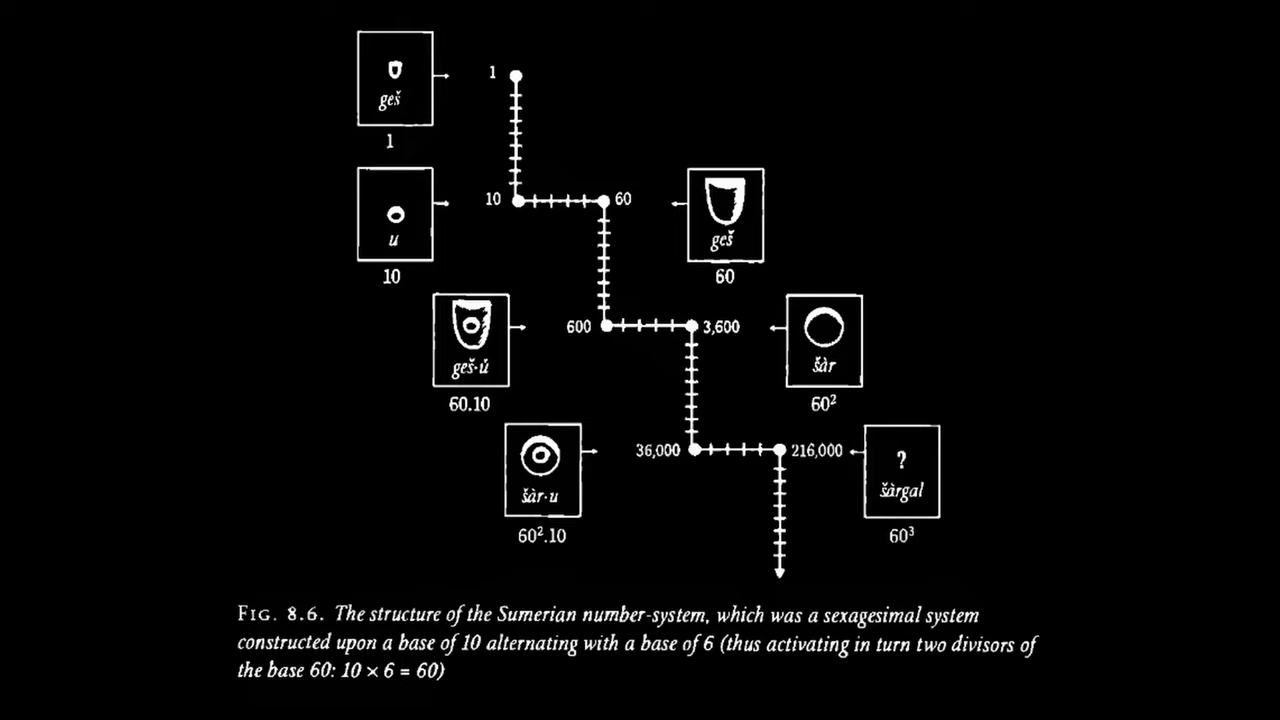 geš
1
1
u
10
10
60
geš
60
geš·ú
60.10
600
3,600
šàr
60²
šàr·u
60².10
36,000
216,000
?
šàrgal
60³
FIG. 8.6. The structure of the Sumerian number-system, which was a sexagesimal system
constructed upon a base of 10 alternating with a base of 6 (thus activating in turn two divisors of
the base 60: 10 × 6 = 60)